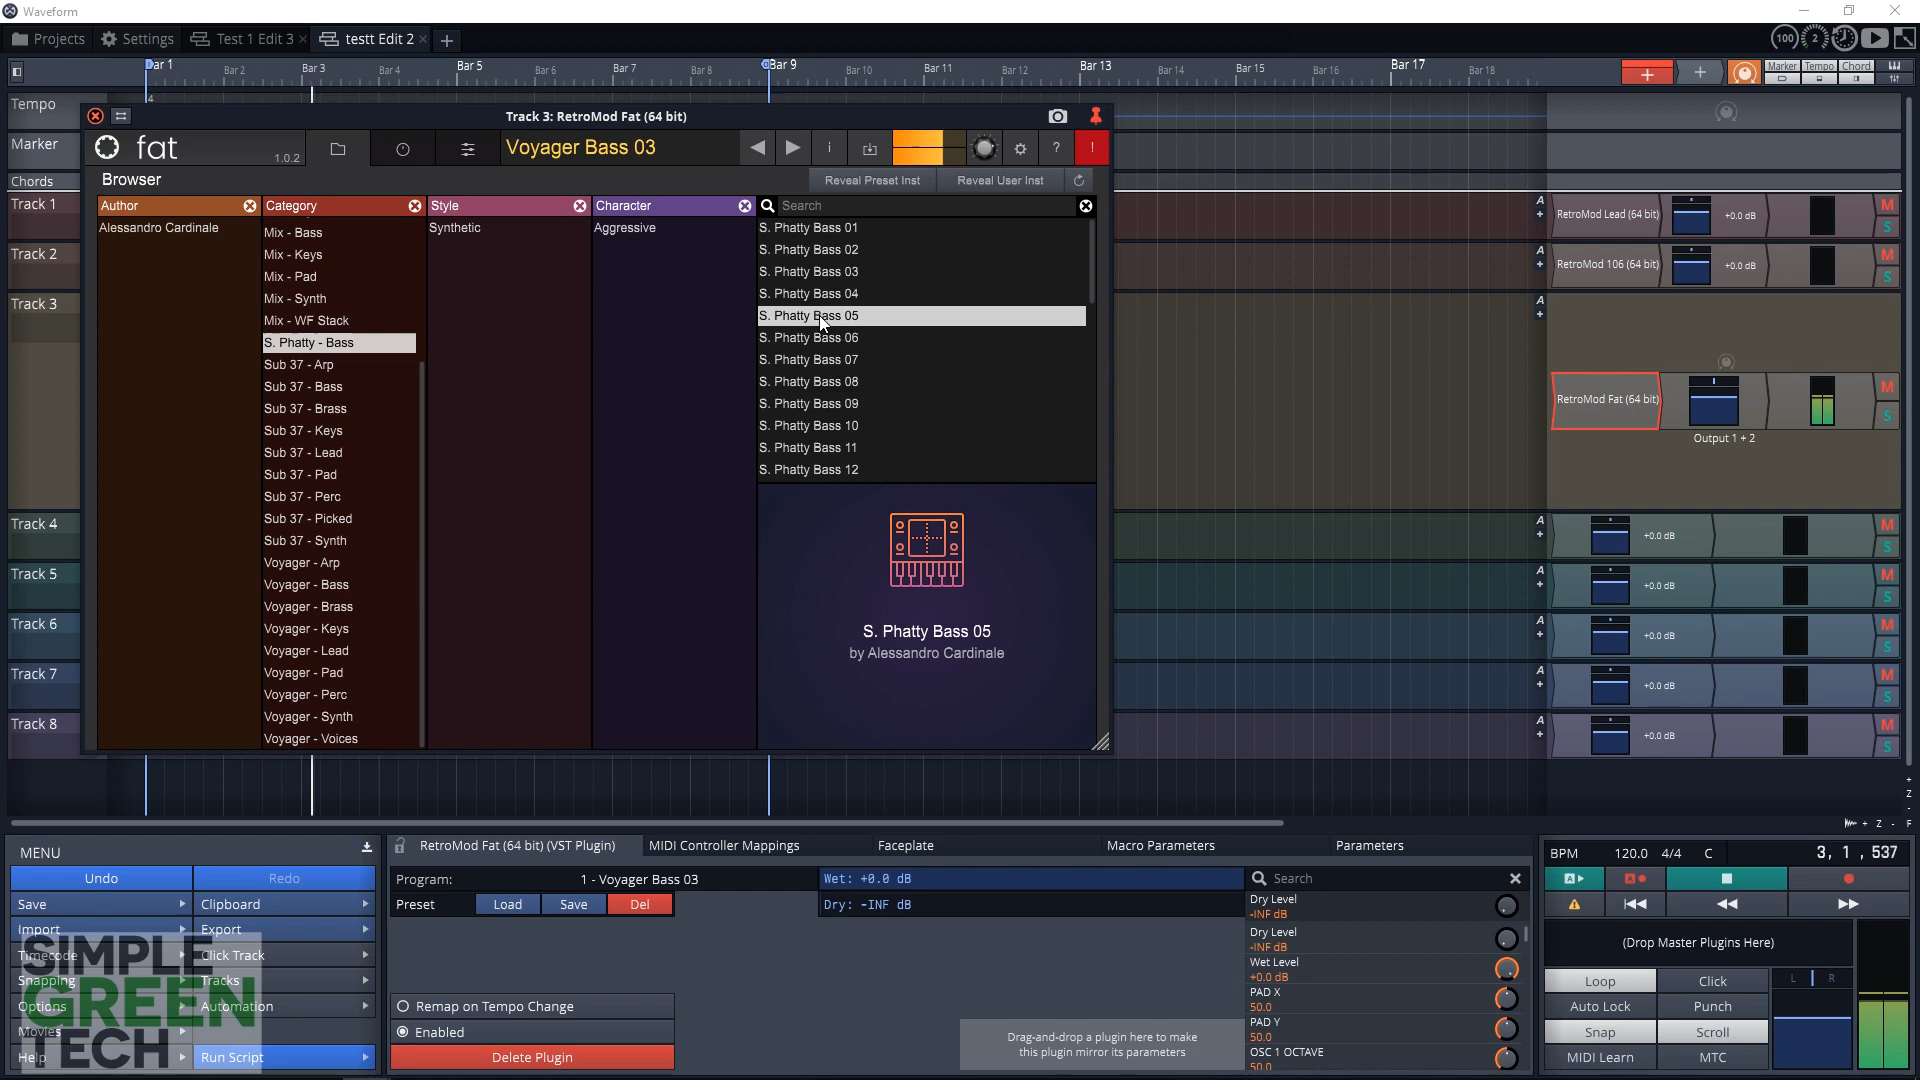 Waveform
Projects
Settings
Test 1 Edit 3
testt Edit 2
100
2
Bar 1
Bar 2
Bar 3
Bar 4
Bar 5
Bar 6
Bar 7
Bar 8
Bar 9
Bar 10
Bar 11
Bar 12
Bar 13
Bar 14
Bar 15
Bar 16
Bar 17
Bar 18
Marker
Tempo
Chord
Tempo
4
Marker
Chords
Track 1
Track 2
Track 3
Track 4
Track 5
Track 6
Track 7
Track 8
Track 3: RetroMod Fat (64 bit)
fat
1.0.2
Voyager Bass 03
i
?
!
Browser
Reveal Preset Inst
Reveal User Inst
Author
Category
Style
Character
Search
Alessandro Cardinale
Mix - Bass
Mix - Keys
Mix - Pad
Mix - Synth
Mix - WF Stack
S. Phatty - Bass
Sub 37 - Arp
Sub 37 - Bass
Sub 37 - Brass
Sub 37 - Keys
Sub 37 - Lead
Sub 37 - Pad
Sub 37 - Perc
Sub 37 - Picked
Sub 37 - Synth
Voyager - Arp
Voyager - Bass
Voyager - Brass
Voyager - Keys
Voyager - Lead
Voyager - Pad
Voyager - Perc
Voyager - Synth
Voyager - Voices
Synthetic
Aggressive
S. Phatty Bass 01
S. Phatty Bass 02
S. Phatty Bass 03
S. Phatty Bass 04
S. Phatty Bass 05
S. Phatty Bass 06
S. Phatty Bass 07
S. Phatty Bass 08
S. Phatty Bass 09
S. Phatty Bass 10
S. Phatty Bass 11
S. Phatty Bass 12
S. Phatty Bass 05
by Alessandro Cardinale
A
RetroMod Lead (64 bit)
+0.0 dB
M
S
A
RetroMod 106 (64 bit)
+0.0 dB
M
S
A
RetroMod Fat (64 bit)
M
S
Output 1 + 2
A
+0.0 dB
M
S
A
+0.0 dB
M
S
A
+0.0 dB
M
S
A
+0.0 dB
M
S
A
+0.0 dB
M
S
+
Z
-
+ Z - F
MENU
Undo
Redo
Save
Clipboard
Import
Export
Timecode
Click Track
Snapping
Tracks
Options
Automation
Movies
Help
Run Script
SIMPLE
GREEN
TECH
RetroMod Fat (64 bit) (VST Plugin)
MIDI Controller Mappings
Faceplate
Macro Parameters
Parameters
Program:
1 - Voyager Bass 03
Preset
Load
Save
Del
Wet: +0.0 dB
Dry: -INF dB
Remap on Tempo Change
Enabled
Delete Plugin
Drag-and-drop a plugin here to make
this plugin mirror its parameters
Search
Dry Level
-INF dB
Dry Level
-INF dB
Wet Level
+0.0 dB
PAD X
50.0
PAD Y
50.0
OSC 1 OCTAVE
50.0
BPM
120.0
4/4
C
3, 1 , 537
A
A
(Drop Master Plugins Here)
Loop
Click
Auto Lock
Punch
Snap
Scroll
MIDI Learn
MTC
L
R